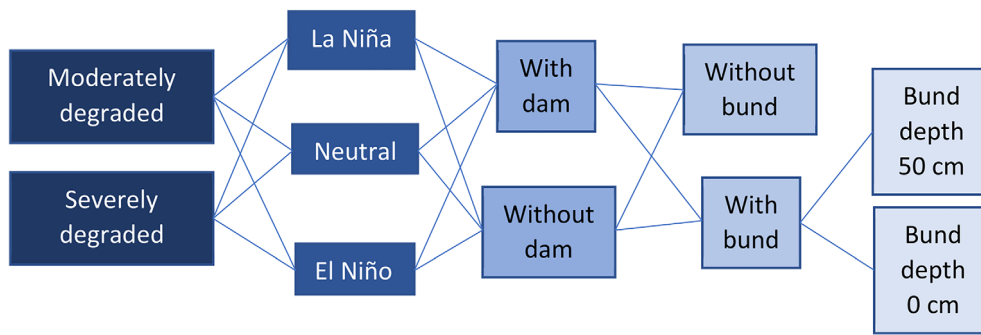 Moderately
degraded
Severely
degraded
La Niña
Neutral
El Niño
With
dam
Without
dam
Without
bund
With
bund
Bund
depth
50 cm
Bund
depth
0 cm